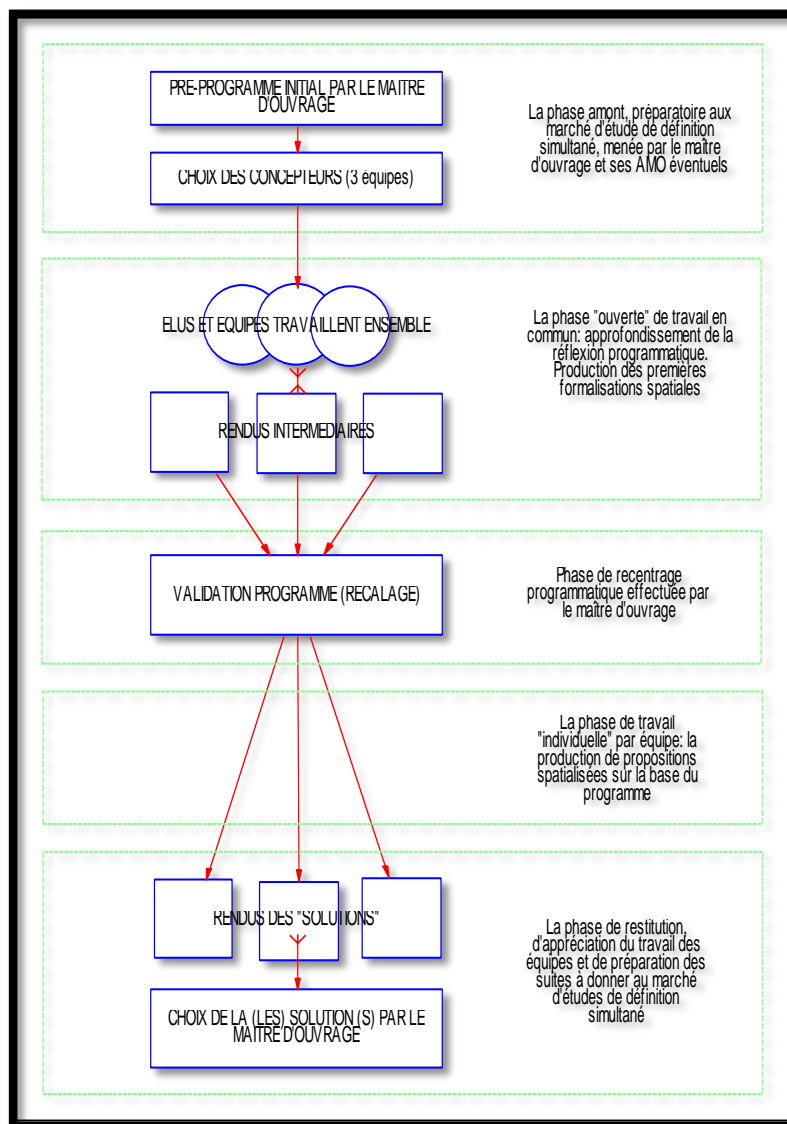 PRE-PROGRAMME INITIAL PAR LE MAITRE
D'OUVRAGE
La phase amont, préparatoire aux
marché d'étude de définition
simultané, menée par le maître
d'ouvrage et ses AMO éventuels
CHOIX DES CONCEPTEURS (3 équipes)
ELUS ET EQUIPES TRAVAILLENT ENSEMBLE
La phase "ouverte" de travail en
commun: approfondissement de la
réflexion programmatique.
Production des premières
formalisations spatiales
RENDUS INTERMEDIAIRES
VALIDATION PROGRAMME (RECALAGE)
Phase de recentrage
programmatique effectuée par
le maître d'ouvrage
La phase de travail
"individuelle" par équipe: la
production de propositions
spatialisées sur la base du
programme
RENDUS DES "SOLUTIONS"
La phase de restitution,
d'appréciation du travail des
équipes et de préparation des
suites à donner au marché
d'études de définition
simultané
CHOIX DE LA (LES) SOLUTION (S) PAR LE
MAITRE D'OUVRAGE